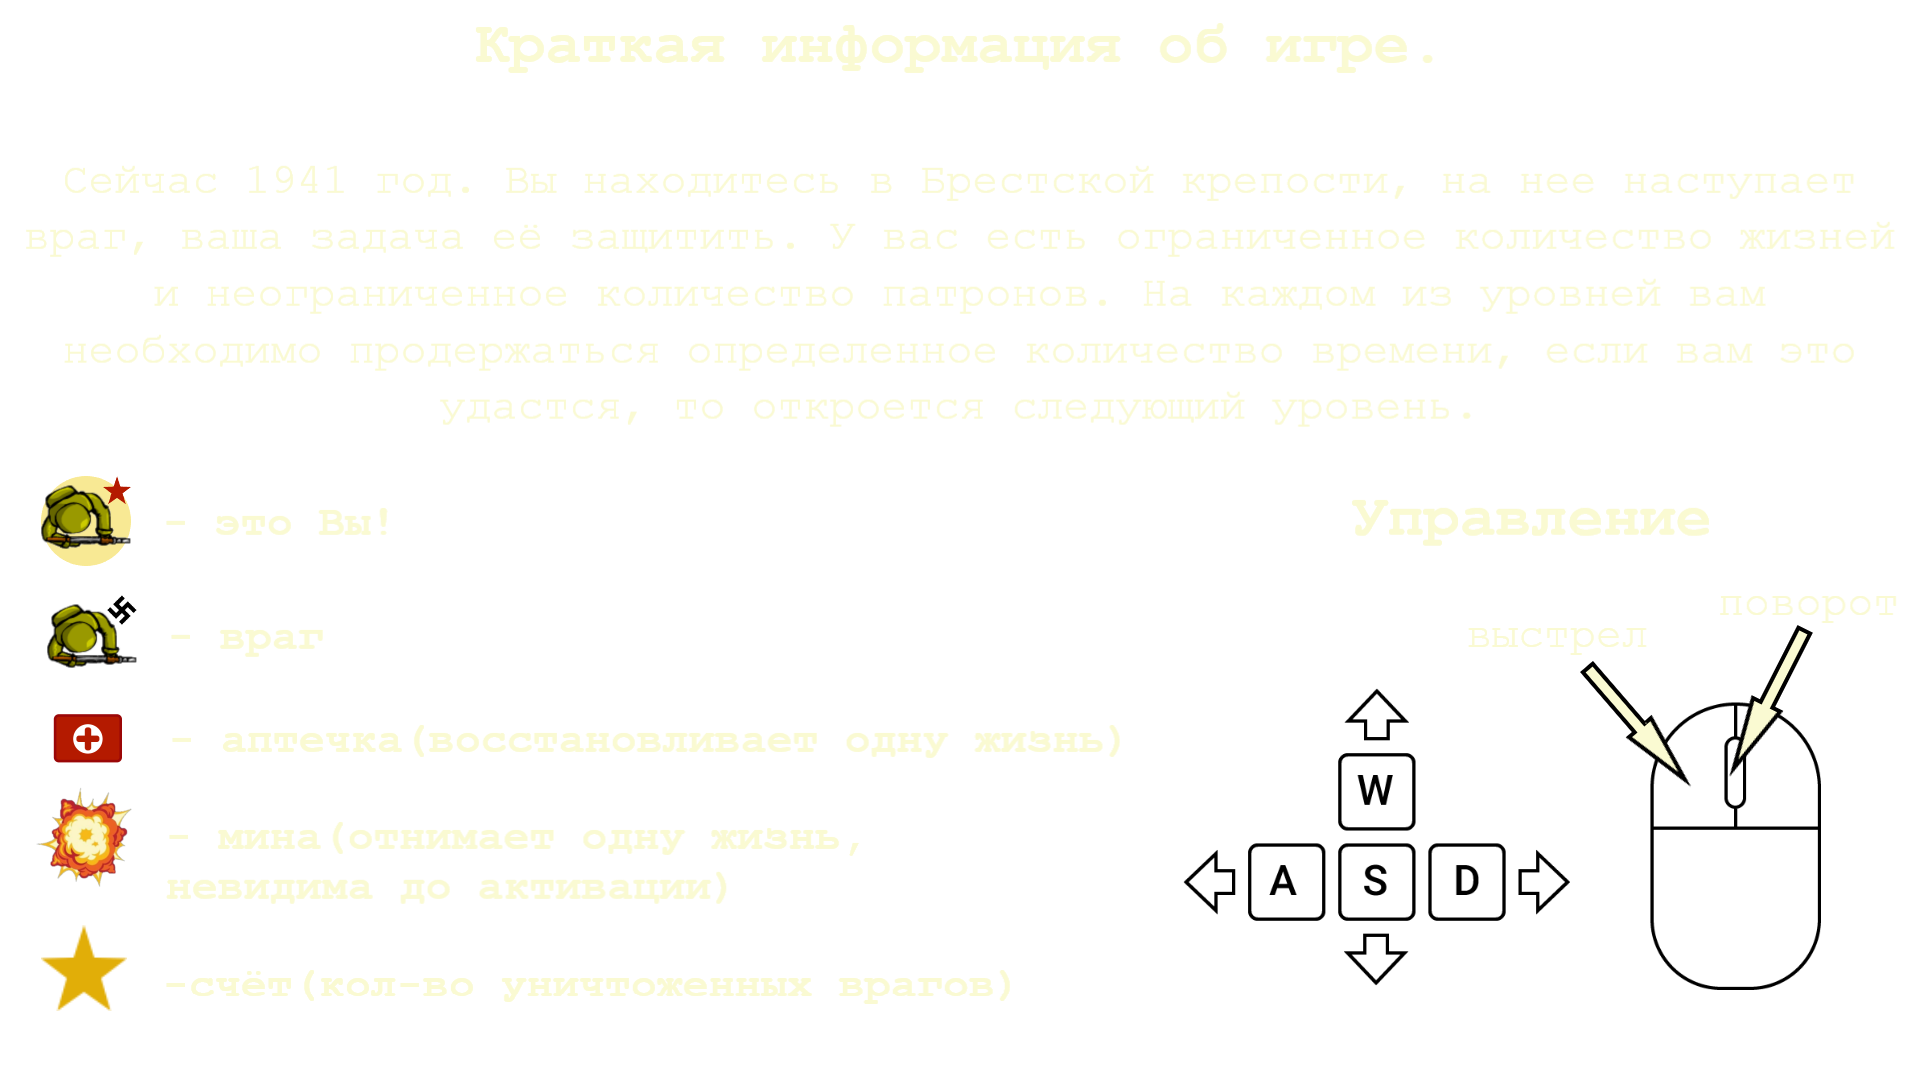 Краткая информация об игре.
Сейчас 1941 год. Вы находитесь в Брестской крепости, на нее наступает
враг, ваша задача её защитить. У вас есть ограниченное количество жизней
и неограниченное количество патронов. На каждом из уровней вам
необходимо продержаться определенное количество времени, если вам это
удастся, то откроется следующий уровень.
- это Вы!
- враг
- аптечка(восстановливает одну жизнь)
- мина(отнимает одну жизнь,
невидима до активации)
-счёт(кол-во уничтоженных врагов)
Управление
поворот
выстрел
W
A S D